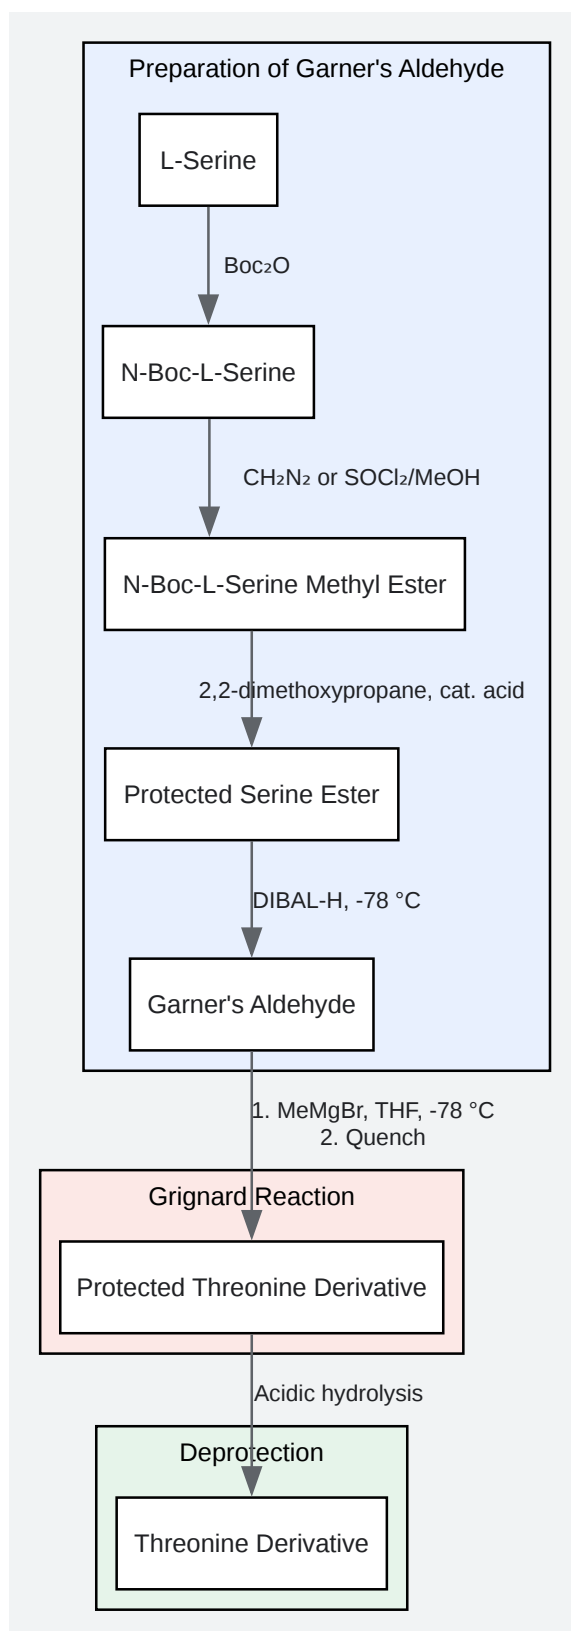 Preparation of Garner's Aldehyde
L-Serine
Boc₂O
N-Boc-L-Serine
CH₂N₂ or SOCl₂/MeOH
N-Boc-L-Serine Methyl Ester
2,2-dimethoxypropane, cat. acid
Protected Serine Ester
DIBAL-H, -78 °C
Garner's Aldehyde
1. MeMgBr, THF, -78 °C
2. Quench
Grignard Reaction
Protected Threonine Derivative
Acidic hydrolysis
Deprotection
Threonine Derivative